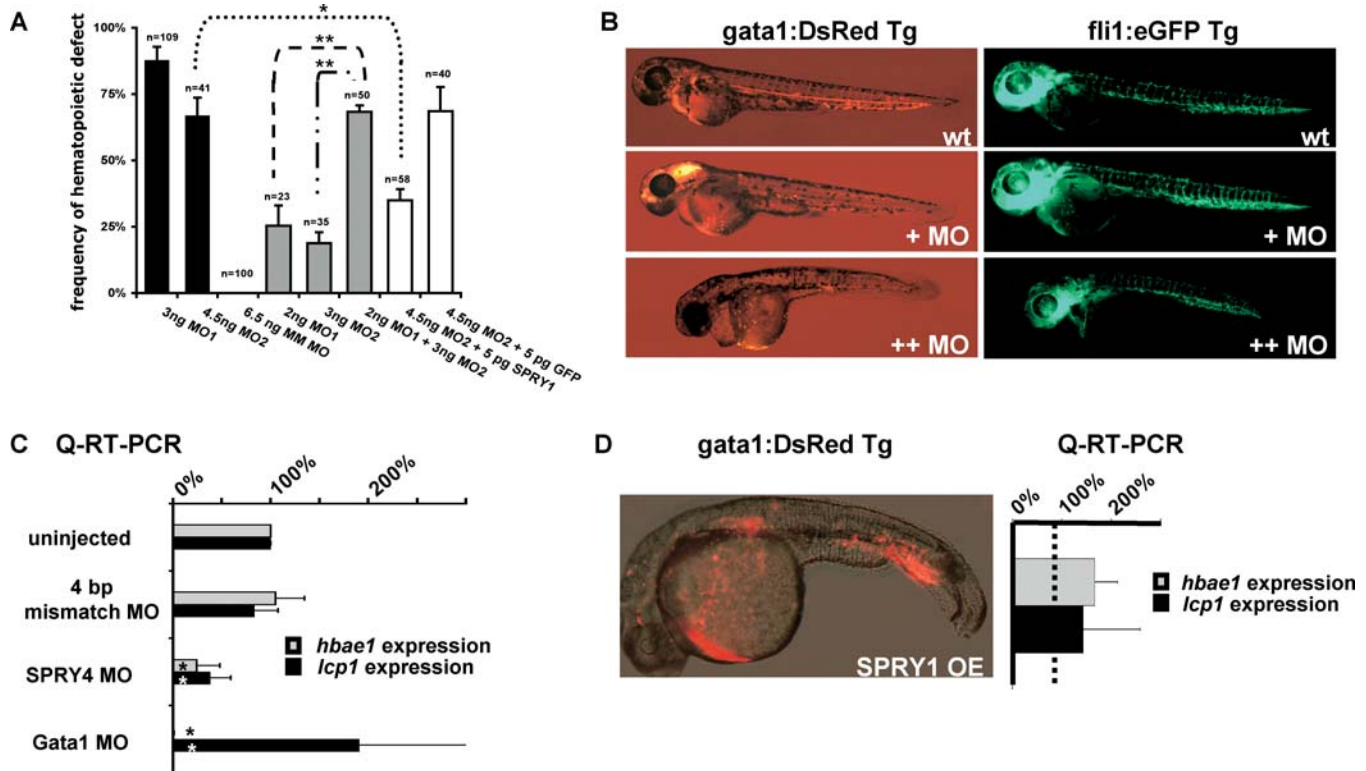 A
frequency of hematopoietic defect
100%
75%
50%
25%
0%
n=109
n=41
n=100
n=23
n=35
n=50
n=58
n=40
*
**
**
3ng MO1
4.5ng MO2
6.5 ng MM MO
2ng MO1
3ng MO2
2ng MO1 + 3ng MO2
4.5ng MO2 + 5 pg SPRY1
4.5ng MO2 + 5 pg GFP
B
gata1:DsRed Tg
fli1:eGFP Tg
wt
wt
+ MO
+ MO
++ MO
++ MO
C Q-RT-PCR
0% 100% 200%
uninjected
4 bp
mismatch MO
hbae1 expression
lcp1 expression
SPRY4 MO
*
*
Gata1 MO
*
*
D gata1:DsRed Tg
SPRY1 OE
Q-RT-PCR
0% 100% 200%
hbae1 expression
lcp1 expression